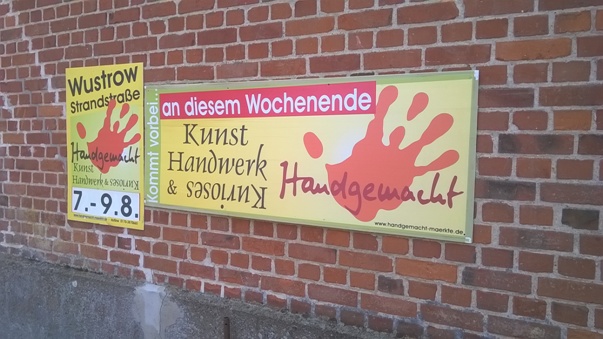 Wustrow
Strandstraße
Handgemacht
Kunst
Handwerk
& Kurioses
7.-9.8.
Kommt vorbei...
an diesem Wochenende
Kunst
Handwerk
& Kurioses
Handgemacht
www.handgemacht-maerkte.de